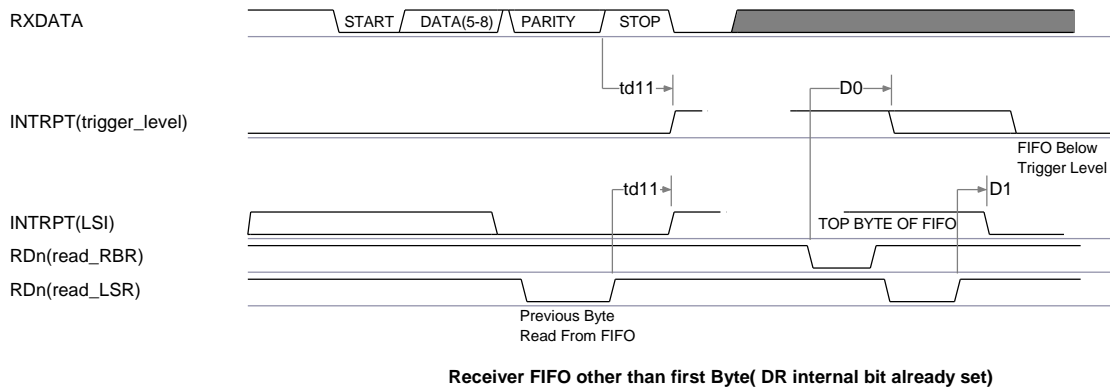 RXDATA
START
DATA(5-8)
PARITY
STOP
td11
D0
INTRPT(trigger_level)
FIFO Below
Trigger Level
td11
D1
INTRPT(LSI)
TOP BYTE OF FIFO
RDn(read_RBR)
RDn(read_LSR)
Previous Byte
Read From FIFO
Receiver FIFO other than first Byte( DR internal bit already set)